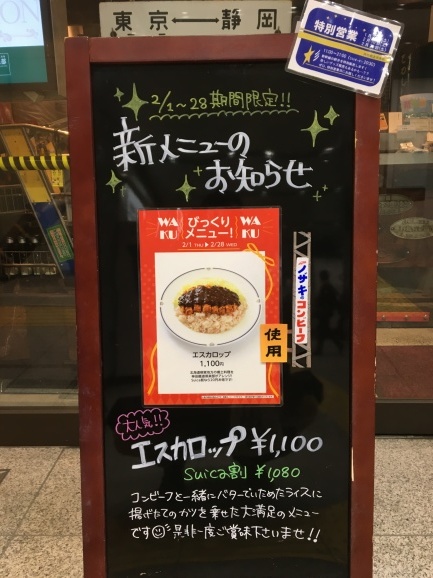 東京⟷静岡
特別営業
2/1~28期間限定!!
新メニューの
お知らせ
WAKU びっくりメニュー! WAKU
2/1 THU ▶ 2/28 WED
ノザキのコンビーフ
使用
エスカロップ
1,100円
大人気!!
エスカロップ ¥1,100
Suica割 ¥1,080
コンビーフと一緒にバターでいためたライスに
揚げたてのカツを乗せた大満足のメニュー
です 是非一度ご賞味下さいませ!!